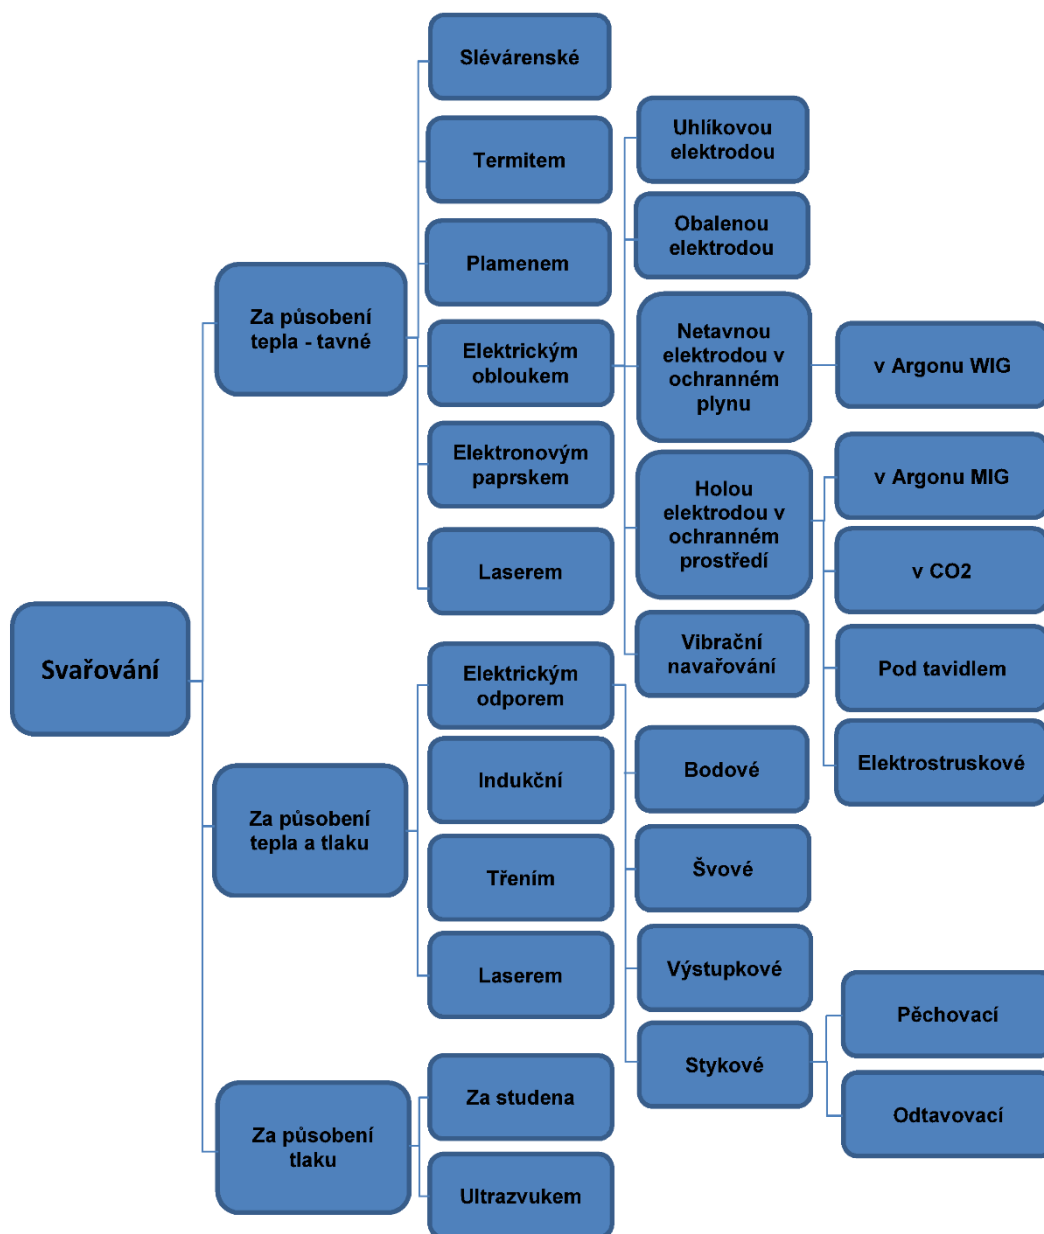 Svařování
Za působení
tepla - tavné
Slévárenské
Termitem
Plamenem
Elektrickým
obloukem
Uhlíkovou
elektrodou
Obalenou
elektrodou
Netavnou
elektrodou v
ochranném
plynu
v Argonu WIG
Holou
elektrodou v
ochranném
prostředí
v Argonu MIG
v CO2
Pod tavidlem
Elektrostruskové
Vibrační
navařování
Elektronovým
paprskem
Laserem
Za působení
tepla a tlaku
Elektrickým
odporem
Bodové
Švové
Výstupkové
Stykové
Pěchovací
Odtavovací
Indukční
Třením
Laserem
Za působení
tlaku
Za studena
Ultrazvukem